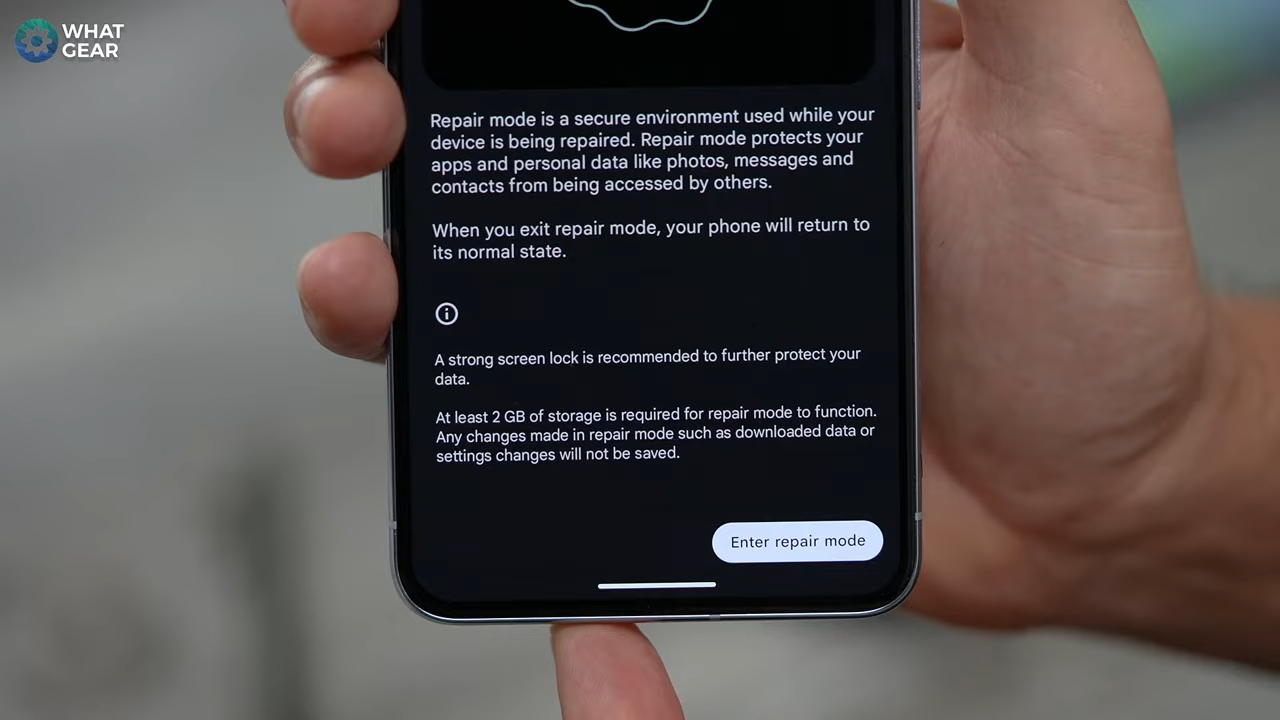 WHAT
GEAR
Repair mode is a secure environment used while your
device is being repaired. Repair mode protects your
apps and personal data like photos, messages and
contacts from being accessed by others.
When you exit repair mode, your phone will return to
its normal state.
A strong screen lock is recommended to further protect your
data.
At least 2 GB of storage is required for repair mode to function.
Any changes made in repair mode such as downloaded data or
settings changes will not be saved.
Enter repair mode